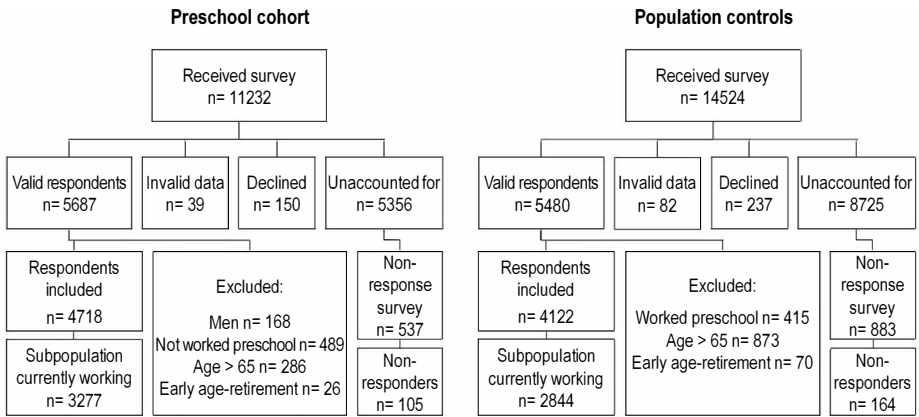 Preschool cohort
Received survey
n= 11232
Valid respondents
n= 5687
Invalid data
n= 39
Declined
n= 150
Unaccounted for
n= 5356
Respondents
included
n= 4718
Excluded:
Men n= 168
Not worked preschool n= 489
Age > 65 n= 286
Early age-retirement n= 26
Non-
response
survey
n= 537
Subpopulation
currently working
n= 3277
Non-
responders
n= 105
Population controls
Received survey
n= 14524
Valid respondents
n= 5480
Invalid data
n= 82
Declined
n= 237
Unaccounted for
n= 8725
Respondents
included
n= 4122
Excluded:
Worked preschool n= 415
Age > 65 n= 873
Early age-retirement n= 70
Non-
response
survey
n= 883
Subpopulation
currently working
n= 2844
Non-
responders
n= 164